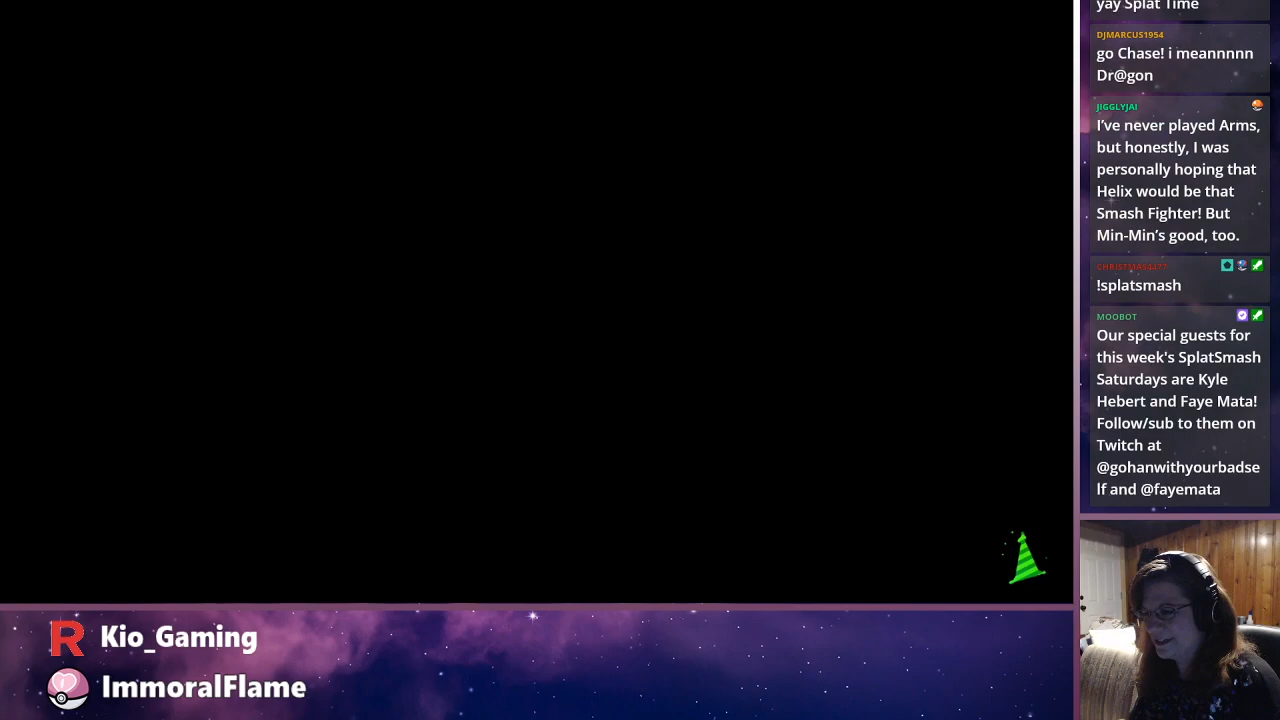 yay Splat Time
DJMARCUS1954
go Chase! i meannnnn
Dr@gon
JIGGLYJAI
I've never played Arms,
but honestly, I was
personally hoping that
Helix would be that
Smash Fighter! But
Min-Min's good, too.
CHRISTMAS4477
!splatsmash
MOOBOT
Our special guests for
this week's SplatSmash
Saturdays are Kyle
Hebert and Faye Mata!
Follow/sub to them on
Twitch at
@gohanwithyourbadse
lf and @fayemata
R Kio_Gaming
ImmoralFlame